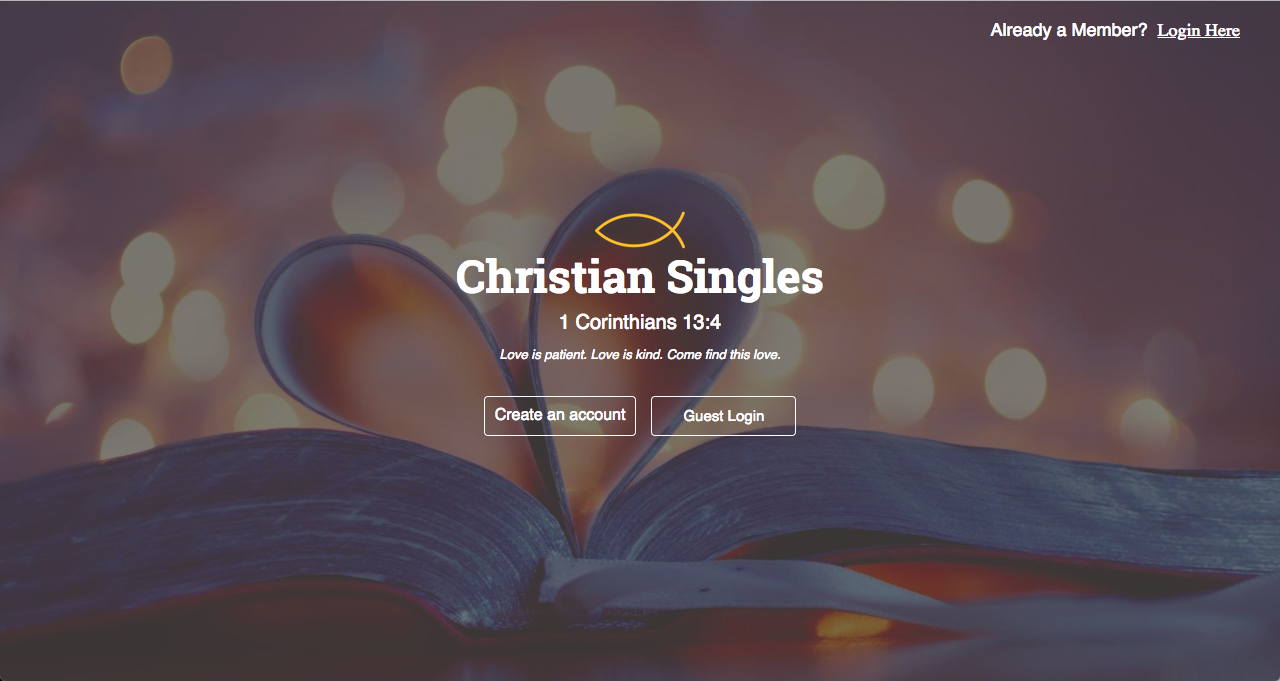 Already a Member? Login Here
Christian Singles
1 Corinthians 13:4
Love is patient. Love is kind. Come find this love.
Create an account
Guest Login